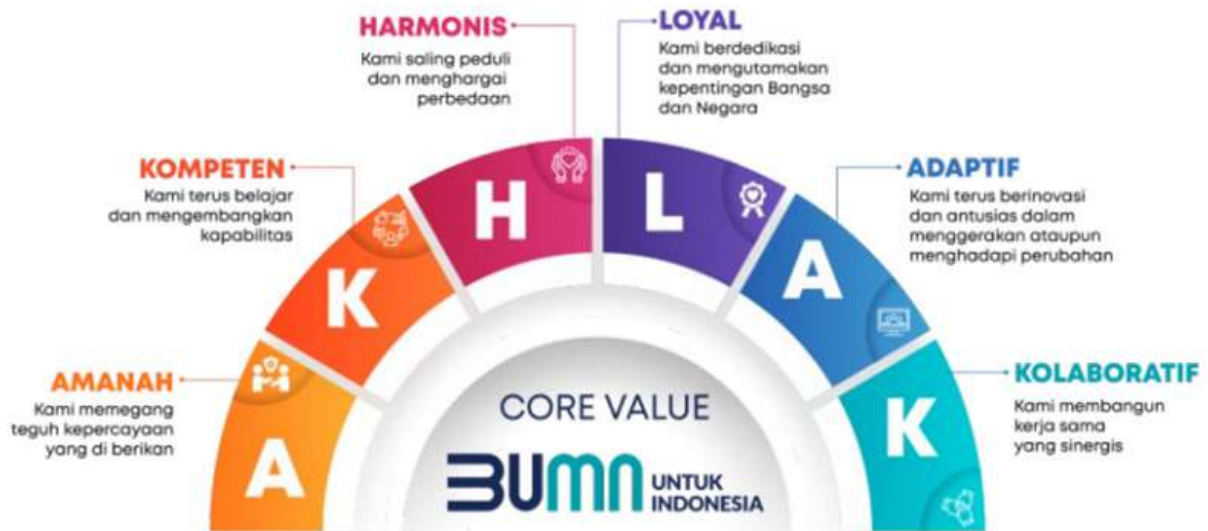 HARMONIS
Kami saling peduli
dan menghargai
perbedaan
LOYAL
Kami berdedikasi
dan mengutamakan
kepentingan Bangsa
dan Negara
KOMPETEN
Kami terus belajar
dan mengembangkan
kapabilitas
ADAPTIF
Kami terus berinovasi
dan antusias dalam
menggerakan ataupun
menghadapi perubahan
AMANAH
Kami memegang
teguh kepercayaan
yang di berikan
KOLABORATIF
Kami membangun
kerja sama
yang sinergis
A
K
H
L
A
K
CORE VALUE
BUMN UNTUK
INDONESIA